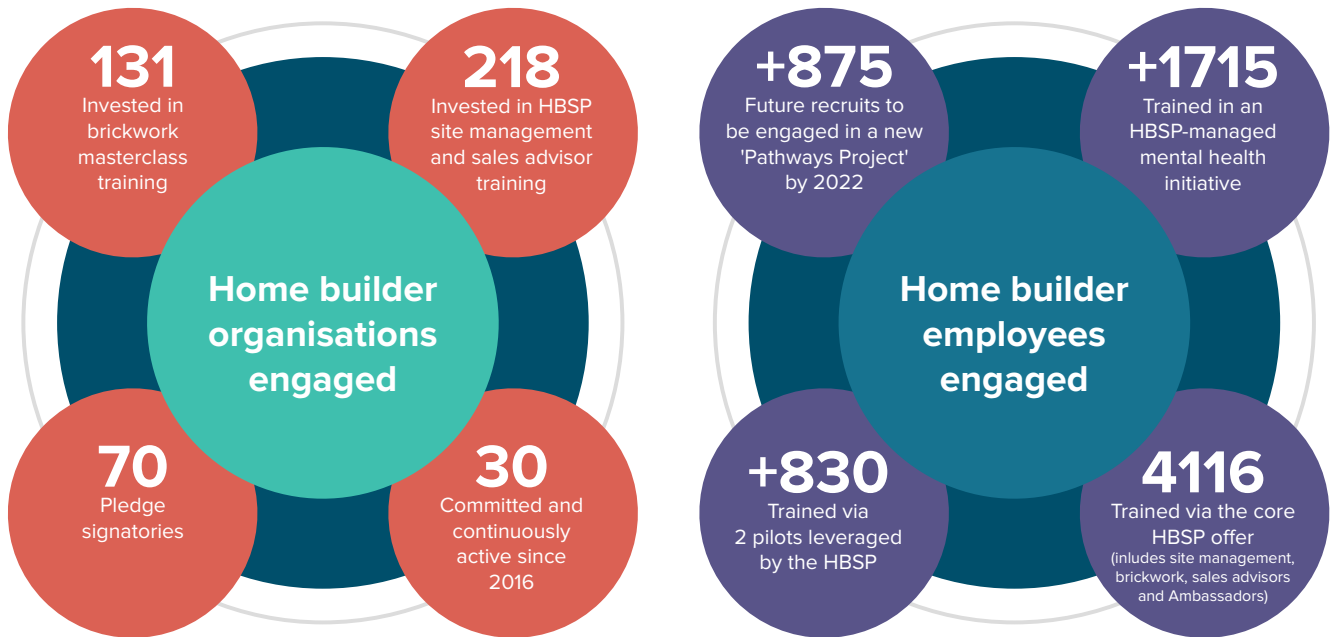 131
Invested in
brickwork
masterclass
training
218
Invested in HBSP
site management
and sales advisor
training
Home builder
organisations
engaged
70
Pledge
signatories
30
Committed and
continuously
active since
2016
+875
Future recruits to
be engaged in a new
'Pathways Project'
by 2022
+1715
Trained in an
HBSP-managed
mental health
initiative
Home builder
employees
engaged
+830
Trained via
2 pilots leveraged
by the HBSP
4116
Trained via the core
HBSP offer
(inludes site management,
brickwork, sales advisors
and Ambassadors)